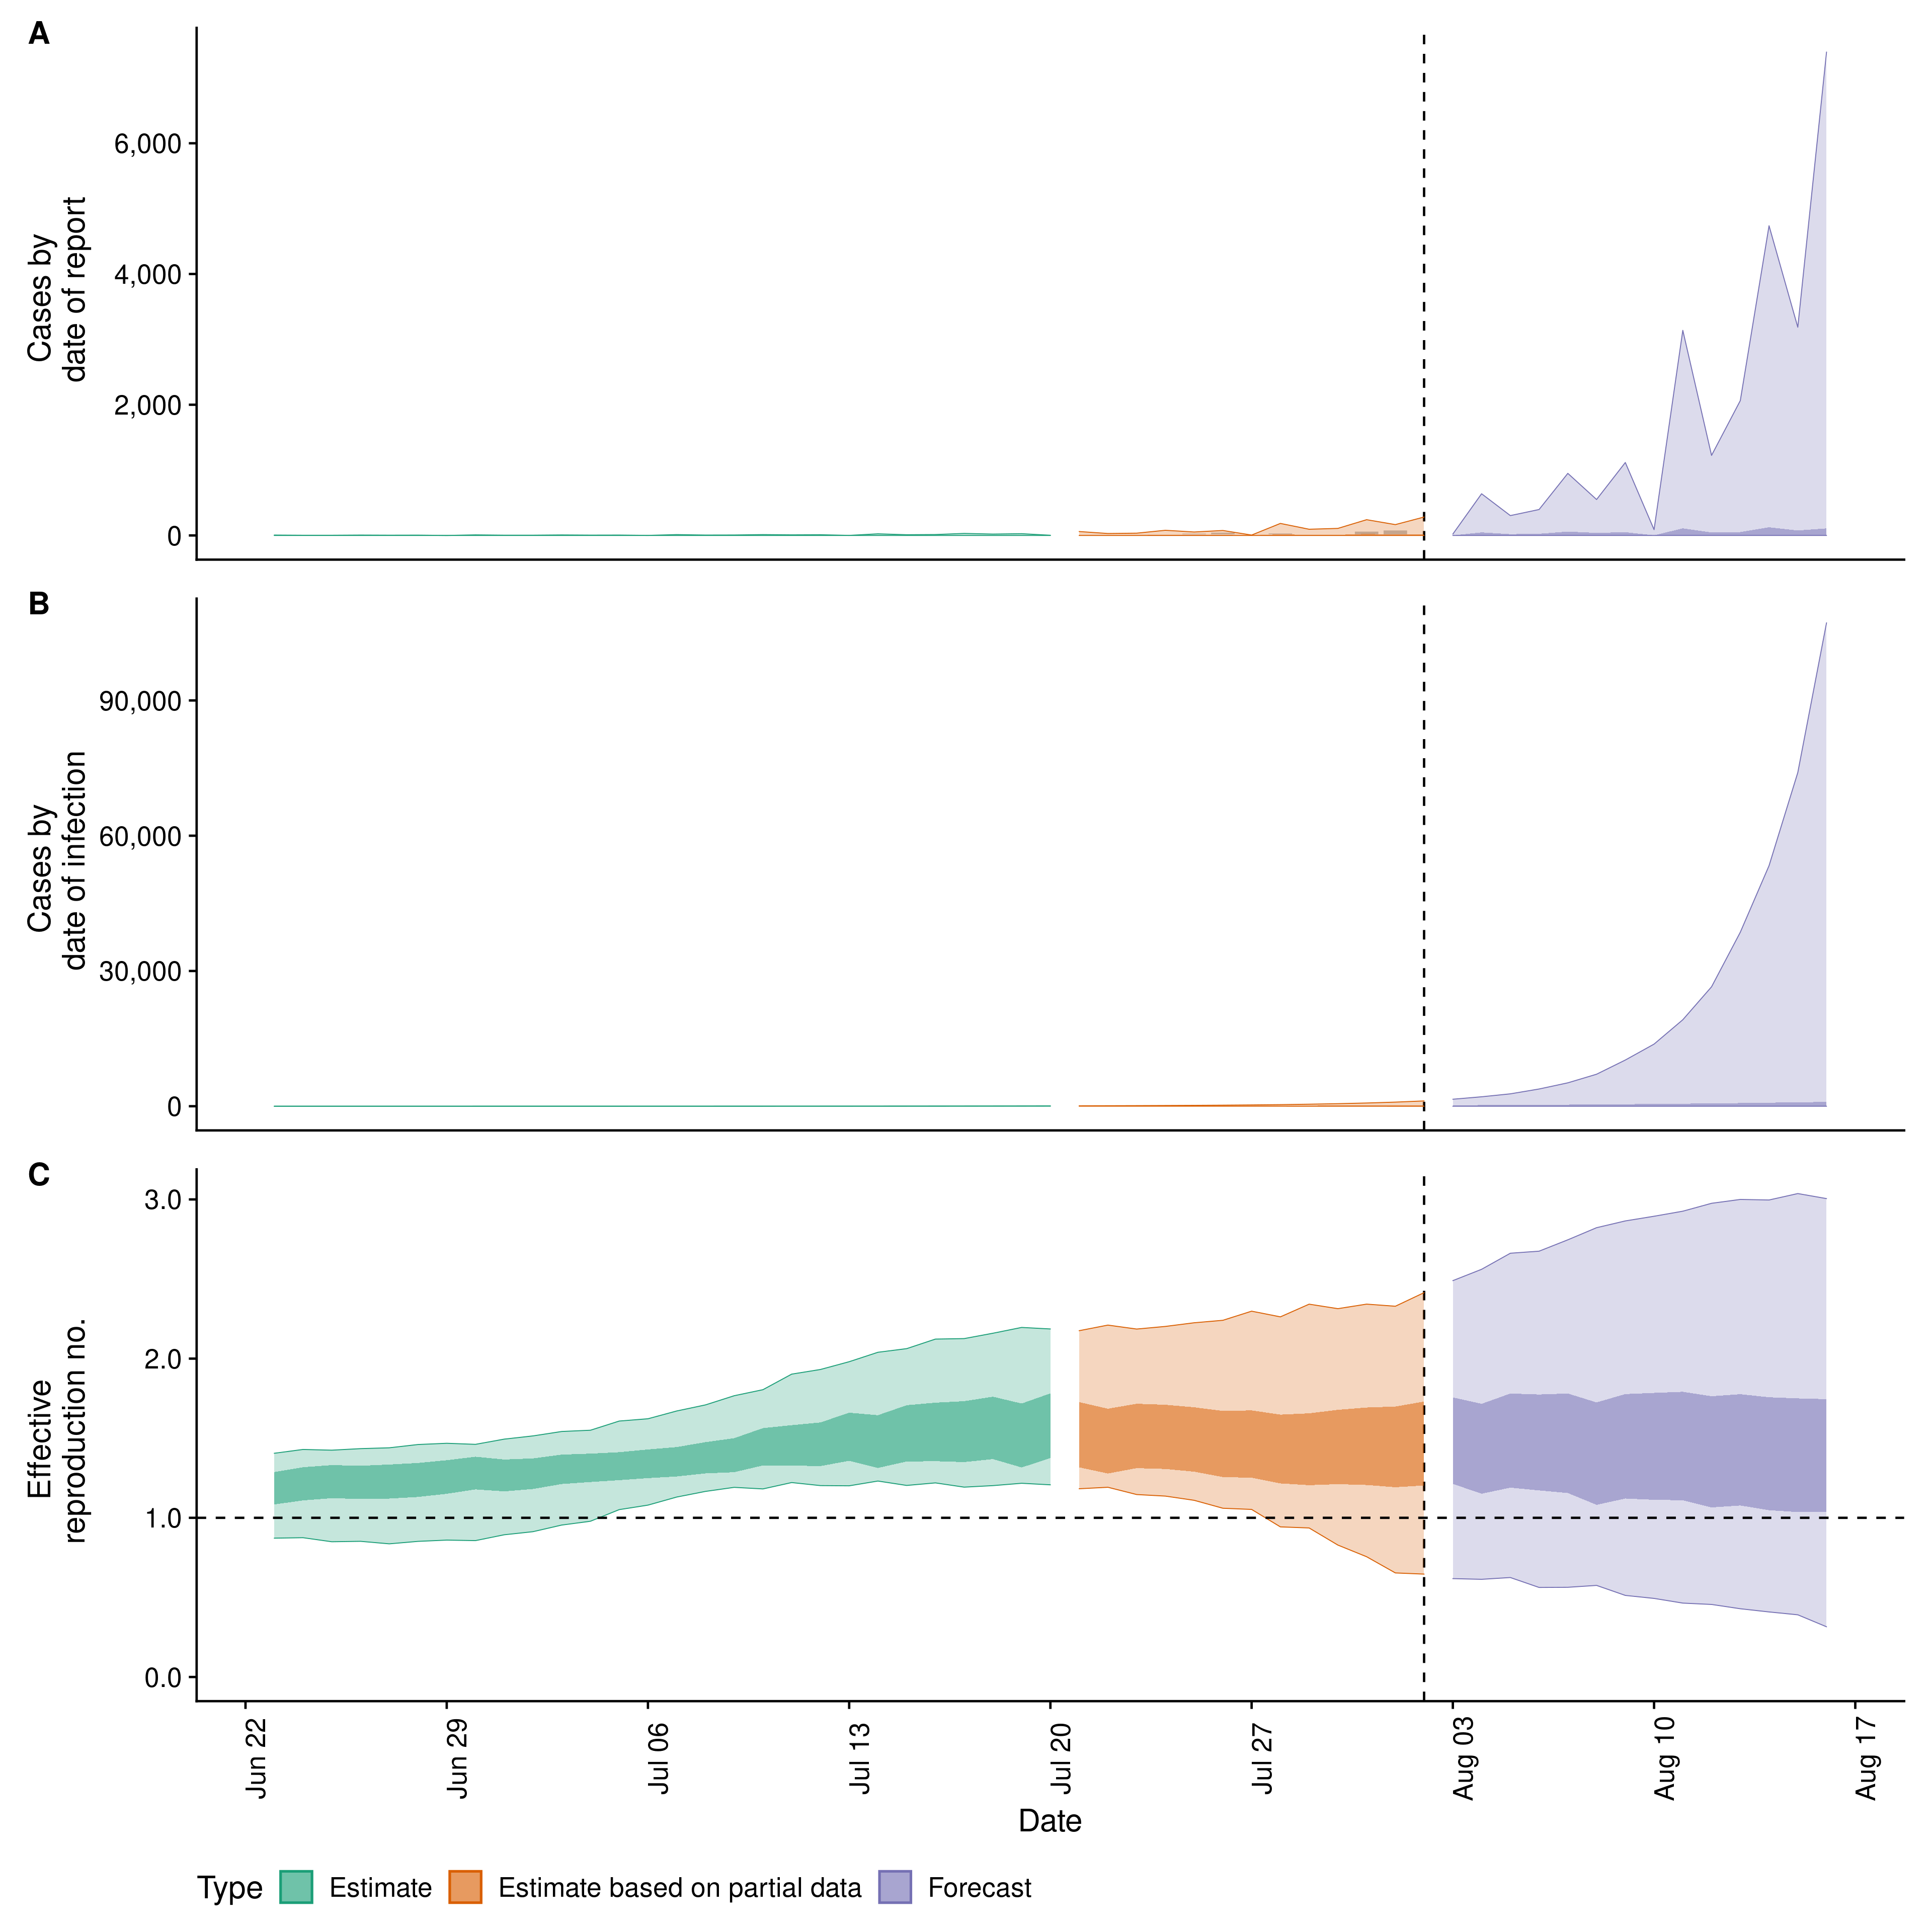 A
Cases by
date of report
6,000
4,000
2,000
0
B
Cases by
date of infection
90,000
60,000
30,000
0
C
Effective
reproduction no.
3.0
2.0
1.0
0.0
Jun 22
Jun 29
Jul 06
Jul 13
Jul 20
Jul 27
Aug 03
Aug 10
Aug 17
Date
Type Estimate Estimate based on partial data Forecast